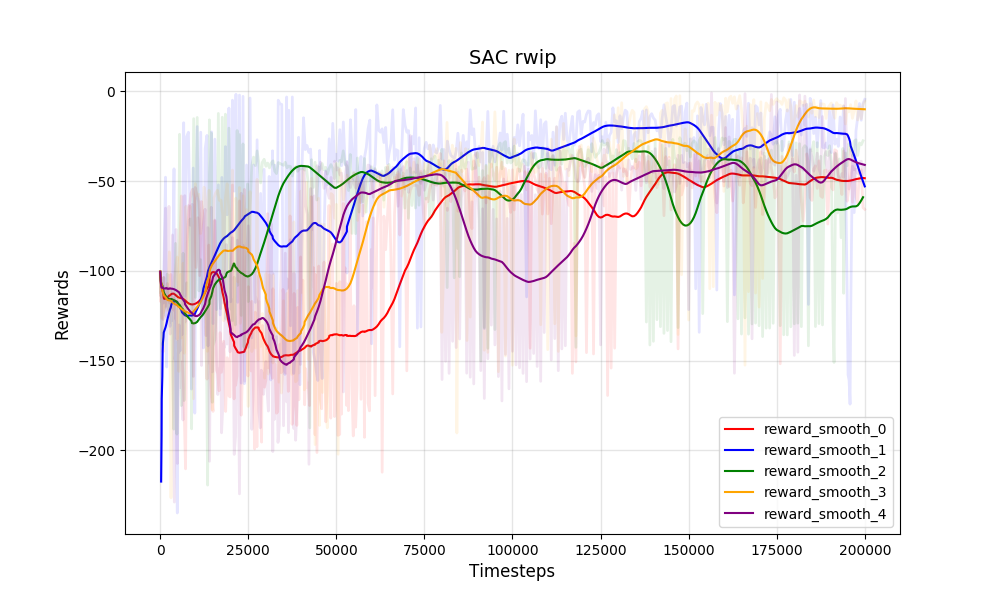 SAC rwip
Rewards
0
−50
−100
−150
−200
reward_smooth_0
reward_smooth_1
reward_smooth_2
reward_smooth_3
reward_smooth_4
0 25000 50000 75000 100000 125000 150000 175000 200000
Timesteps